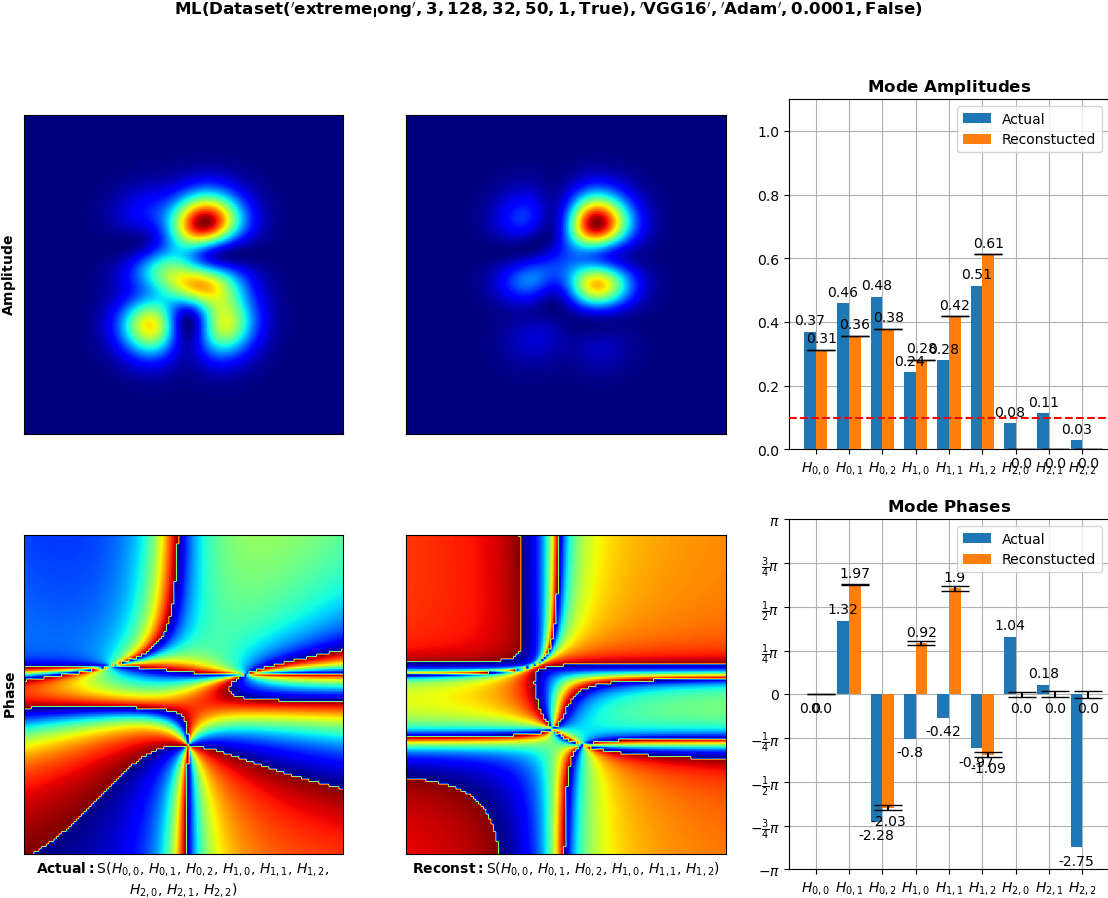 ML(Dataset(′extreme_long′, 3, 128, 32, 50, 1, True), ′VGG16′, ′Adam′, 0.0001, False)
Amplitude
Mode Amplitudes
Actual
Reconstucted
1.0
0.8
0.6
0.4
0.2
0.0
0.37
0.31
0.46
0.36
0.48
0.38
0.24
0.28
0.28
0.42
0.51
0.61
0.08
0.0
0.11
0.0
0.03
0.0
H0,0 H0,1 H0,2 H1,0 H1,1 H1,2 H2,0 H2,1 H2,2
Phase
Actual: S(H0,0, H0,1, H0,2, H1,0, H1,1, H1,2,
H2,0, H2,1, H2,2)
Reconst: S(H0,0, H0,1, H0,2, H1,0, H1,1, H1,2)
Mode Phases
Actual
Reconstucted
π
3/4π
1/2π
1/4π
0
−1/4π
−1/2π
−3/4π
−π
0.0
1.32
1.97
-2.28
-2.03
-0.8
0.92
-0.42
1.9
-0.97
-1.09
1.04
0.0
0.18
0.0
-2.75
0.0
H0,0 H0,1 H0,2 H1,0 H1,1 H1,2 H2,0 H2,1 H2,2